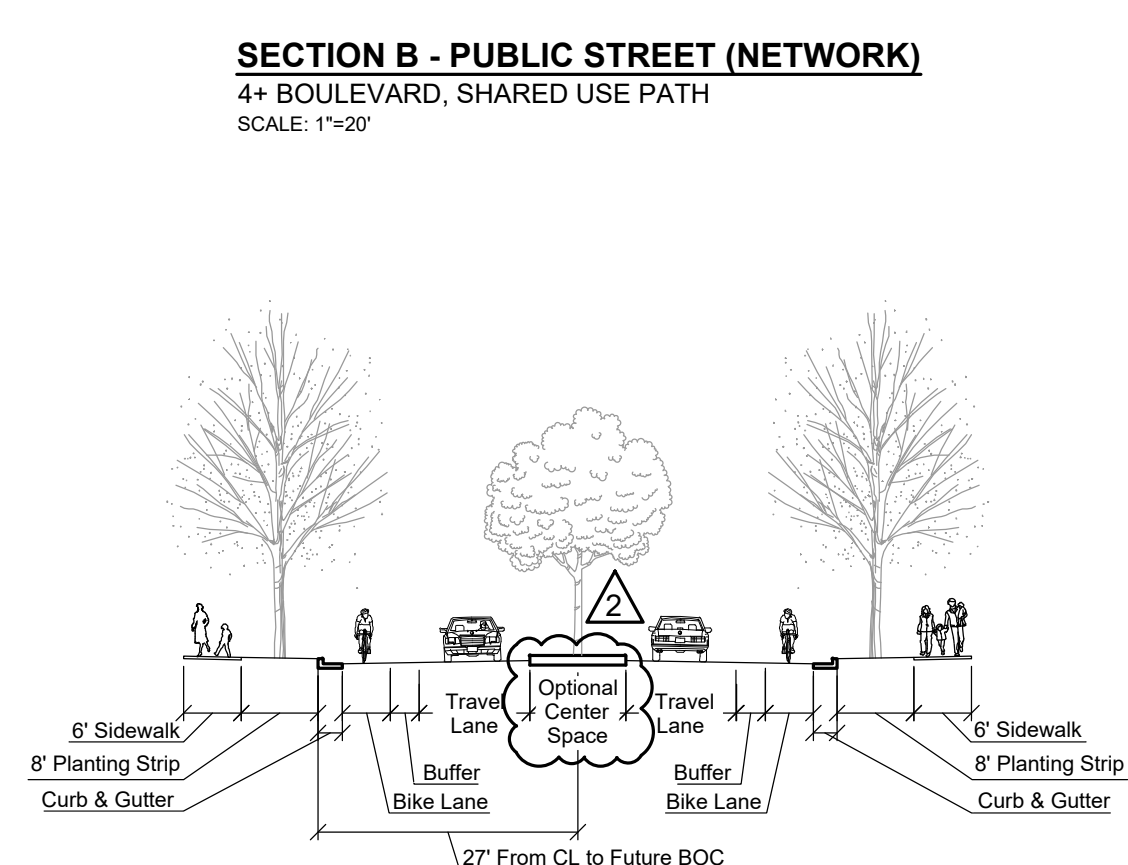 SECTION B - PUBLIC STREET (NETWORK)
4+ BOULEVARD, SHARED USE PATH
SCALE: 1"=20'
2
Travel
Lane
Optional
Center
Space
Travel
Lane
6' Sidewalk
6' Sidewalk
8' Planting Strip
Buffer
Buffer
8' Planting Strip
Curb & Gutter
Bike Lane
Bike Lane
Curb & Gutter
27' From CL to Future BOC